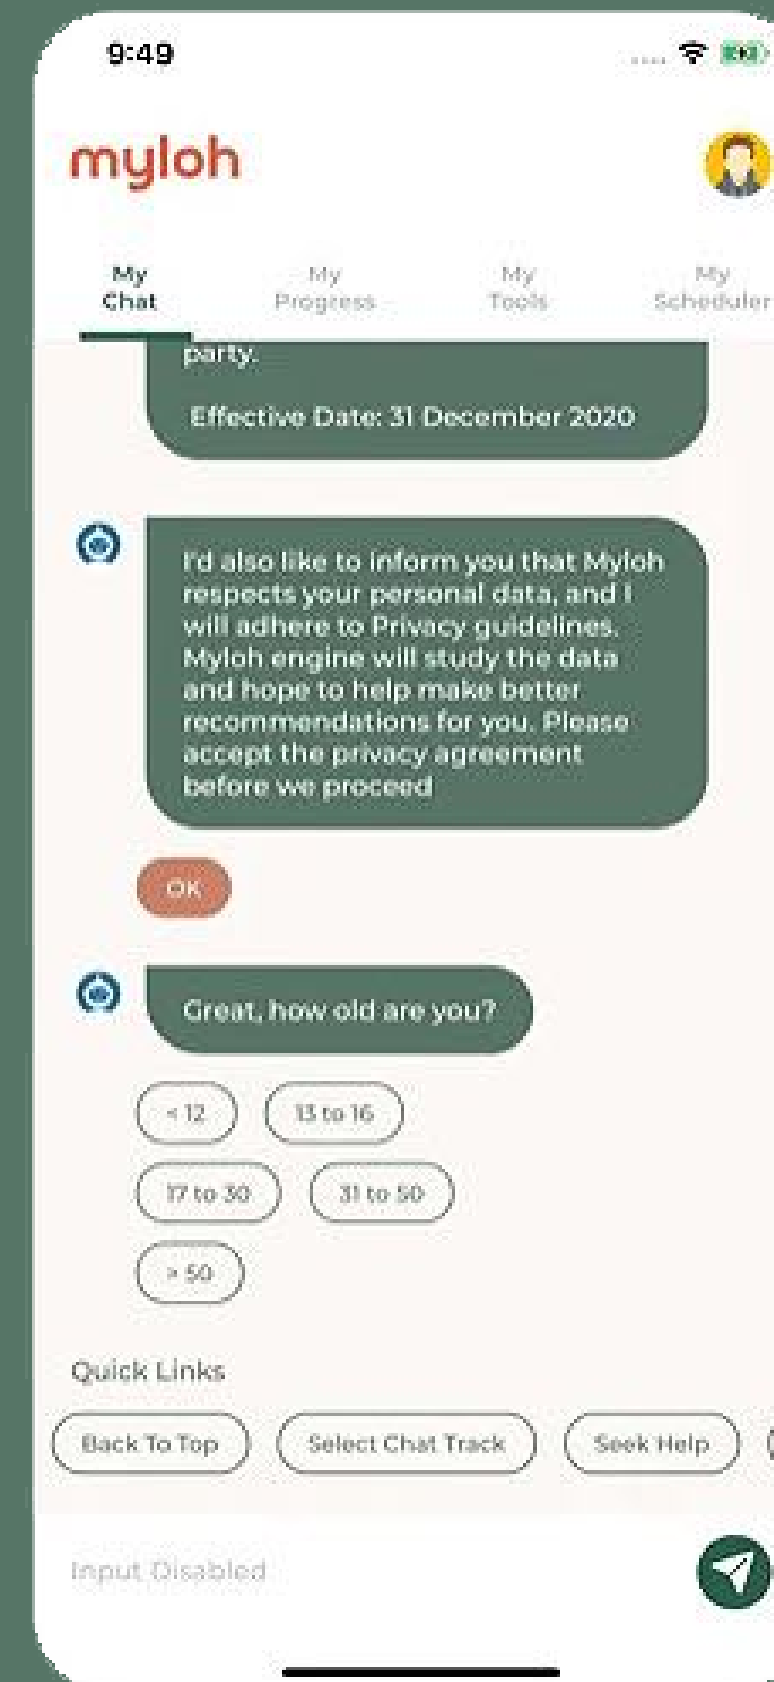 9:49
myloh
My
Chat
My
Progress
My
Tools
My
Scheduler
party.
Effective Date: 31 December 2020
I'd also like to inform you that Myloh
respects your personal data, and I
will adhere to Privacy guidelines.
Myloh engine will study the data
and hope to help make better
recommendations for you. Please
accept the privacy agreement
before we proceed
OK
Great, how old are you?
< 12
13 to 16
17 to 30
31 to 50
> 50
Quick Links
Back To Top
Select Chat Track
Seek Help
Input Disabled